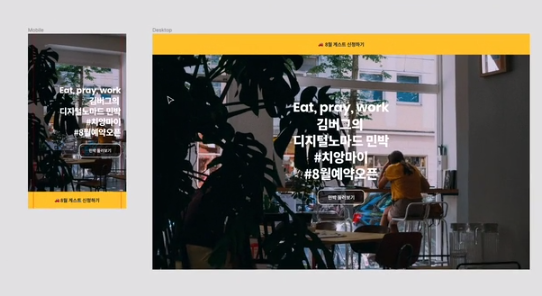 Mobile
Eat, pray, work
김버그의
디지털노마드 민박
#치앙마이
#8월예약오픈
민박 둘러보기
8월 게스트 신청하기
Desktop
8월 게스트 신청하기
Eat, pray, work
김버그의
디지털노마드 민박
#치앙마이
#8월예약오픈
민박 둘러보기